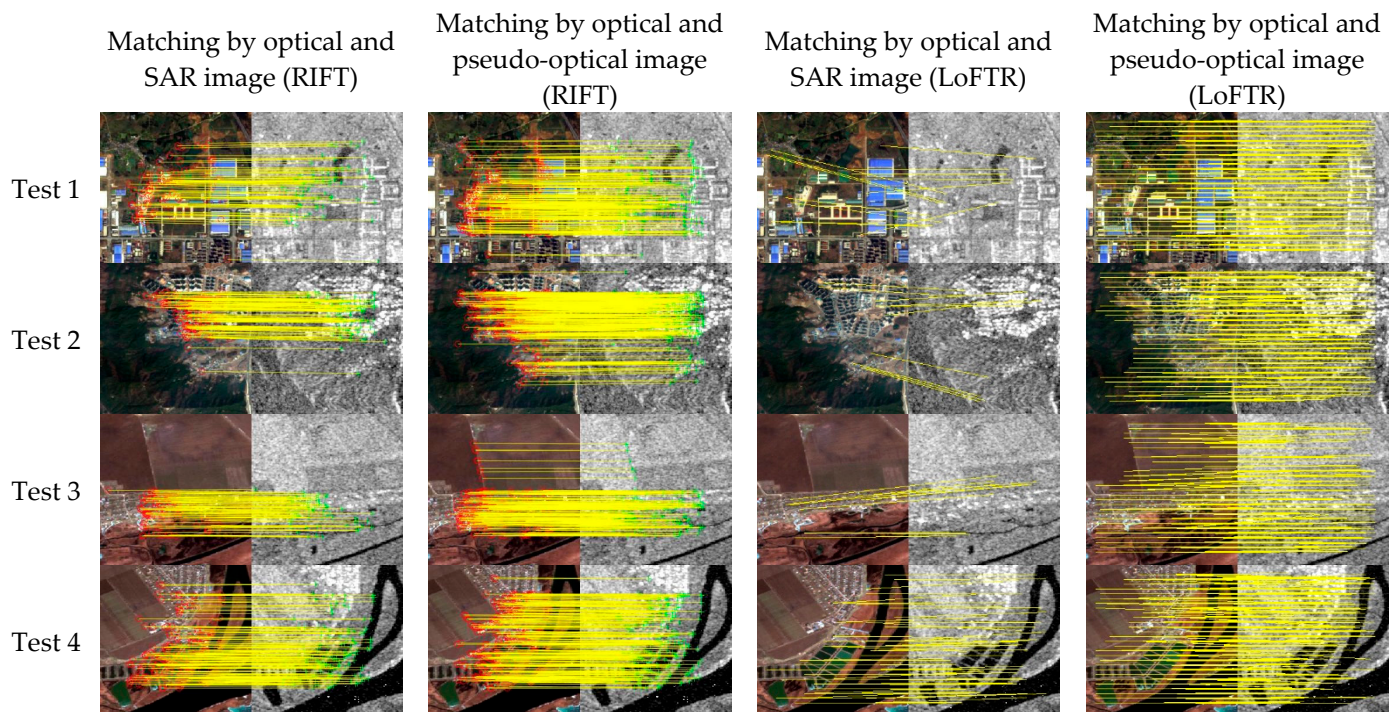 Matching by optical and
SAR image (RIFT)
Matching by optical and
pseudo-optical image
(RIFT)
Matching by optical and
SAR image (LoFTR)
Matching by optical and
pseudo-optical image
(LoFTR)
Test 1
Test 2
Test 3
Test 4